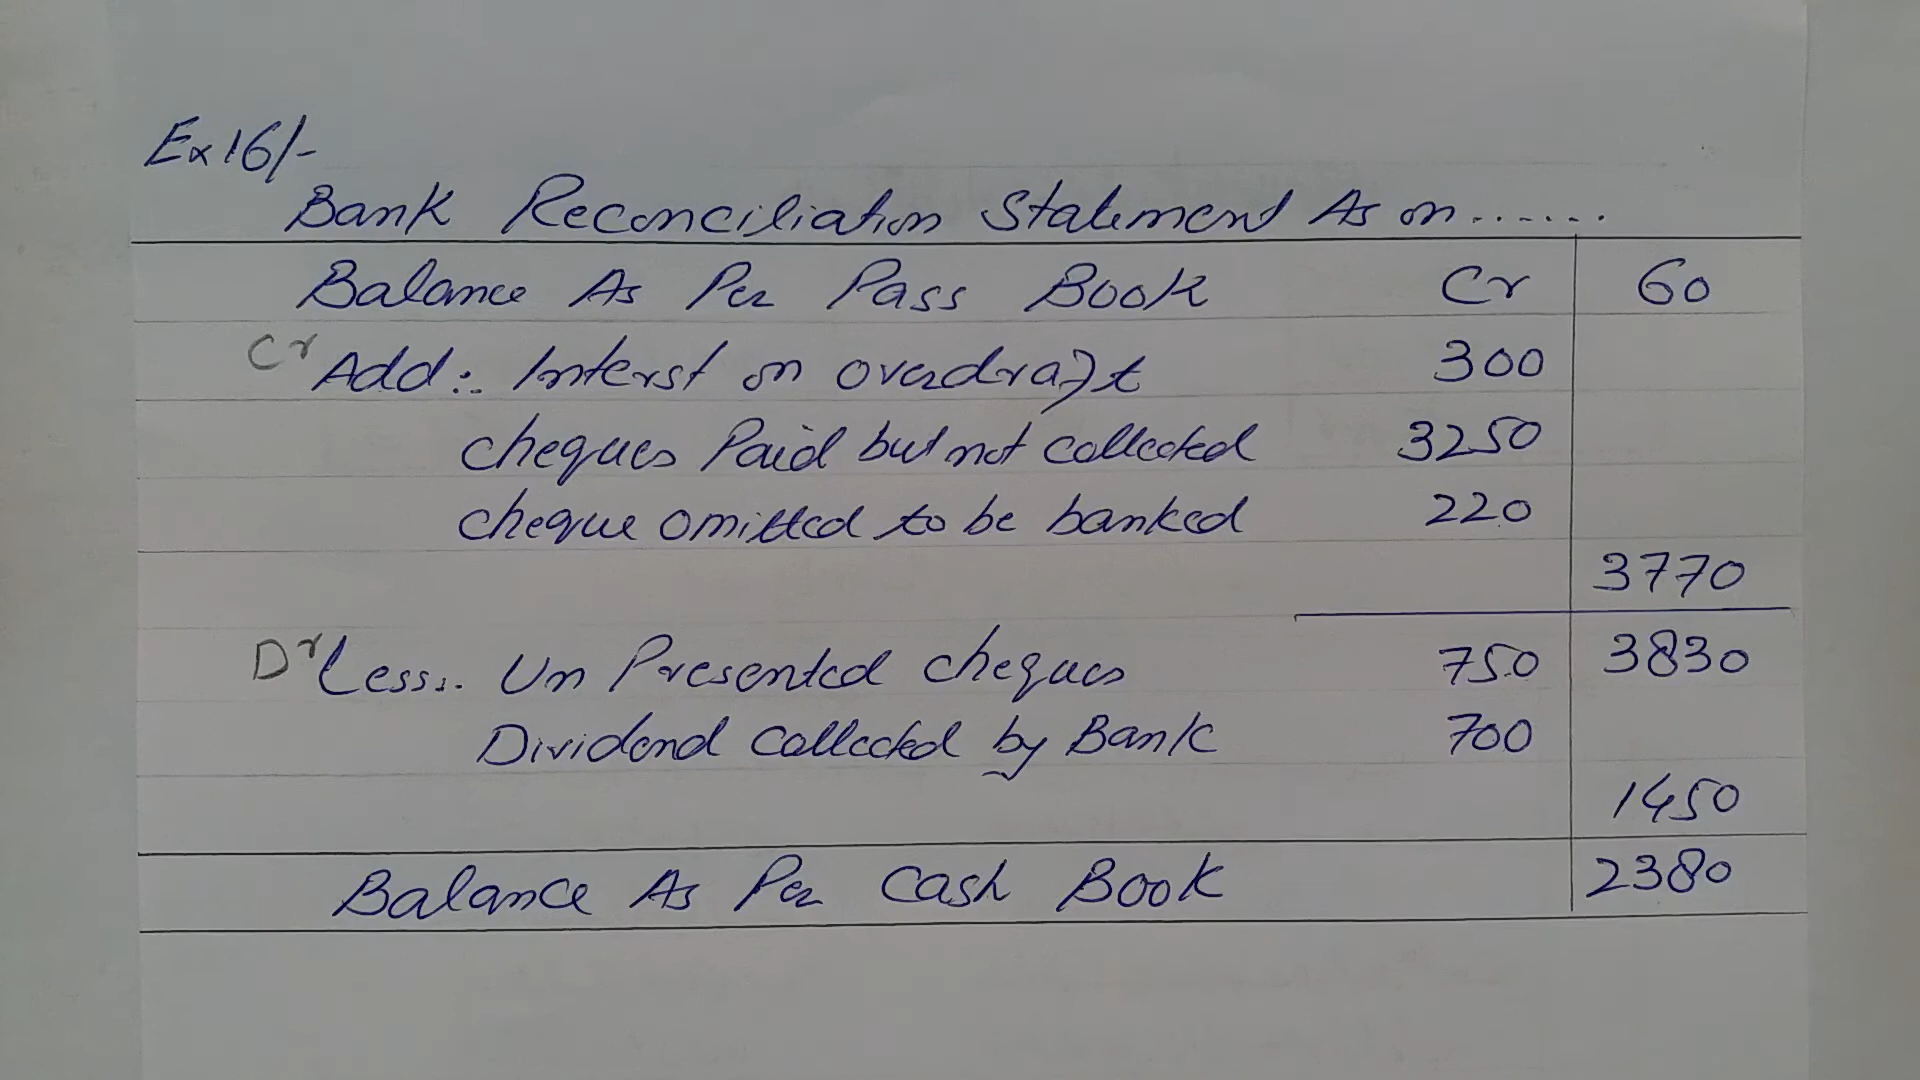 Ex 16/-
Bank Reconciliation Statement As on......
Balance As Per Pass Book Cr 60
Cr Add:. Interst on overdraft 300
cheques Paid but not collected 3250
cheque omitted to be banked 220
3770
Dr Less:. Un Presented cheques 750 3830
Dividend collected by Bank 700
1450
Balance As Per Cash Book 2380